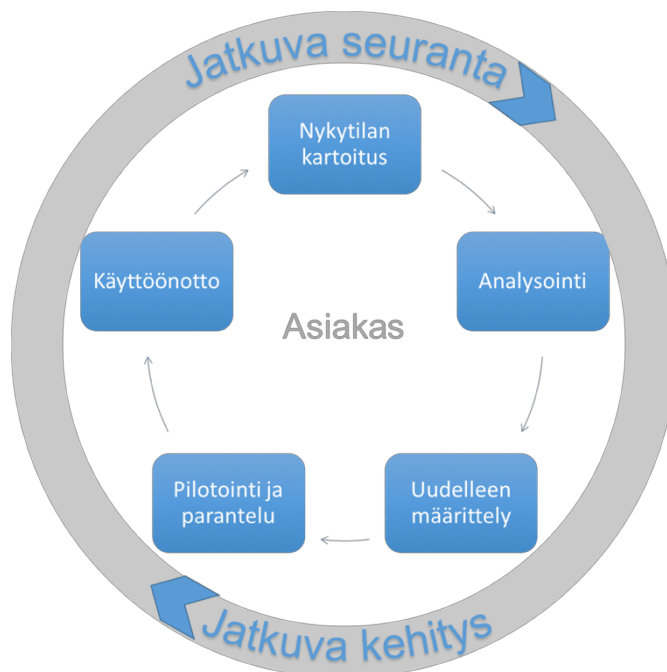 Jatkuva seuranta
Nykytilan
kartoitus
Käyttöönotto
Analysointi
Asiakas
Pilotointi ja
parantelu
Uudelleen
määrittely
Jatkuva kehitys